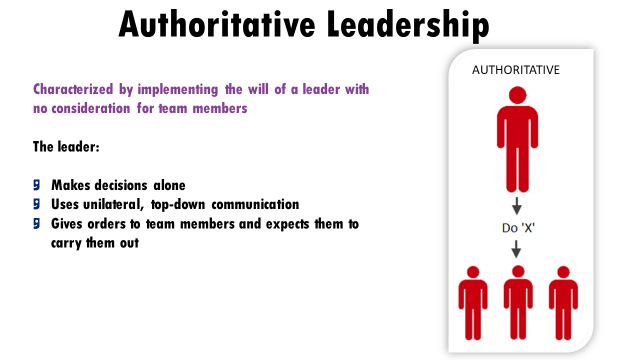 Authoritative Leadership
Characterized by implementing the will of a leader with
no consideration for team members
The leader:
Makes decisions alone
Uses unilateral, top-down communication
Gives orders to team members and expects them to
carry them out
AUTHORITATIVE
Do 'X'